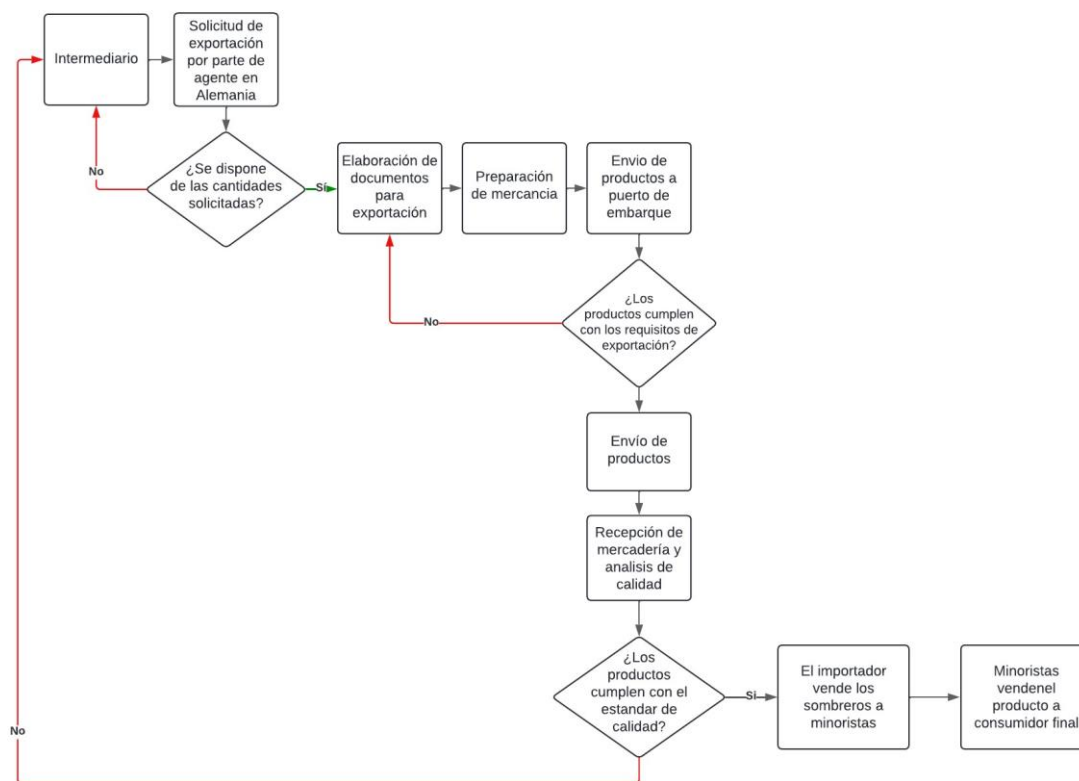 Intermediario
Solicitud de
exportación
por parte de
agente en
Alemania
No
¿Se dispone
de las cantidades
solicitadas?
Sí
Elaboración de
documentos
para
exportación
Preparación
de mercancia
Envio de
productos a
puerto de
embarque
No
¿Los
productos cumplen
con los requisitos de
exportación?
Envío de
productos
Recepción de
mercadería y
analisis de
calidad
¿Los
productos
cumplen con el
estandar de
calidad?
Si
El importador
vende los
sombreros a
minoristas
Minoristas
vendenel
producto a
consumidor final
No